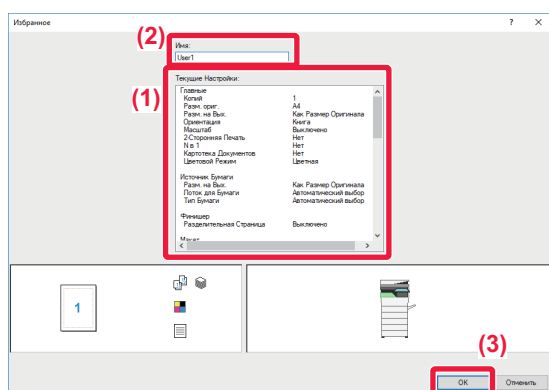 Избранное ? ×
(2)
Имя:
User1
(1)
Текущие Настройки:
Главные
Копий 1
Разм. ориг. A4
Разм. на Вых. Как Размер Оригинала
Ориентация Книга
Масштаб Выключено
2-Сторонняя Печать Нет
N в 1 Нет
Картотека Документов Нет
Цветовой Режим Цветная
Источник Бумаги
Разм. на Вых. Как Размер Оригинала
Лоток для Бумаги Автоматический выбор
Тип Бумаги Автоматический выбор
Финишер
Разделительная Страница Выключено
Макет
1
(3)
OK Отменить